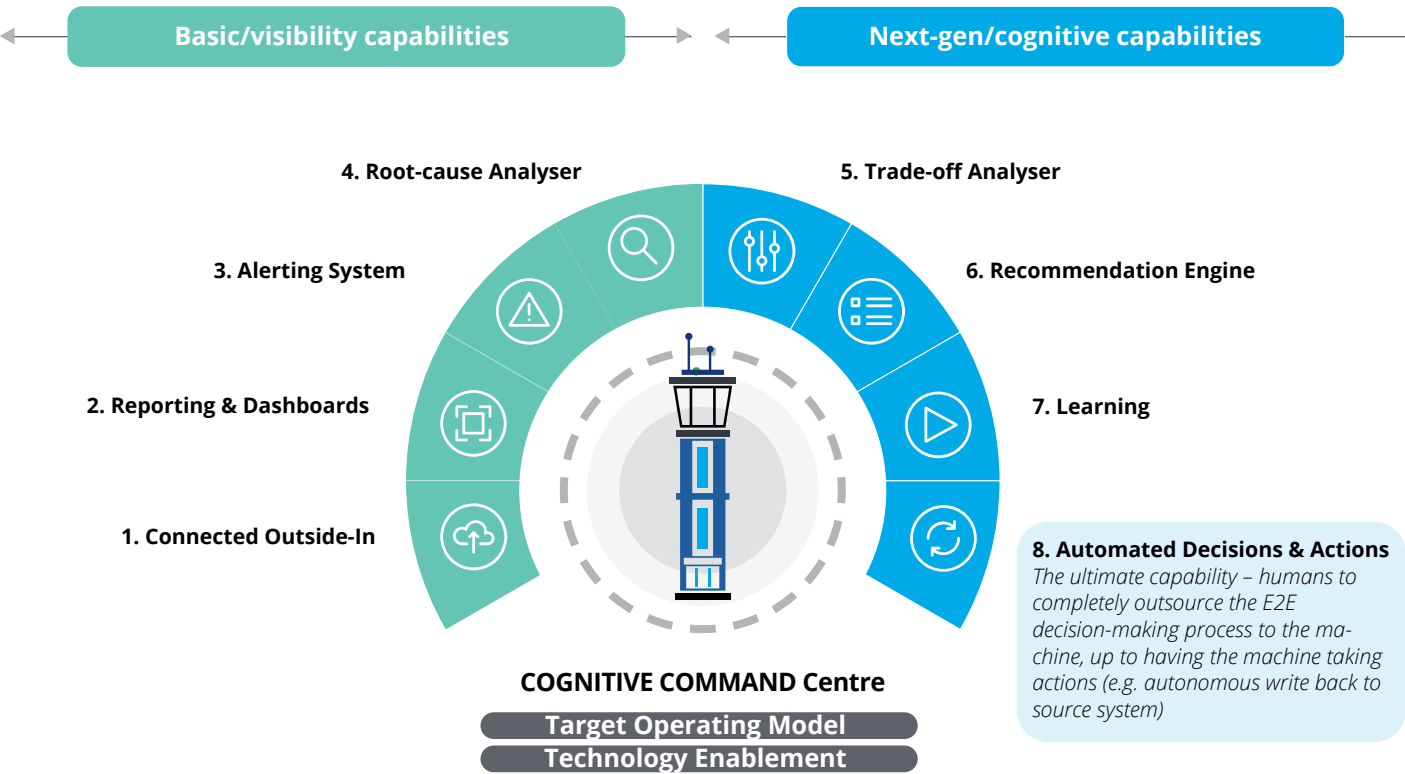 Basic/visibility capabilities
Next-gen/cognitive capabilities
4. Root-cause Analyser
5. Trade-off Analyser
3. Alerting System
6. Recommendation Engine
2. Reporting & Dashboards
7. Learning
1. Connected Outside-In
8. Automated Decisions & Actions
The ultimate capability – humans to
completely outsource the E2E
decision-making process to the ma-
chine, up to having the machine taking
actions (e.g. autonomous write back to
source system)
COGNITIVE COMMAND Centre
Target Operating Model
Technology Enablement